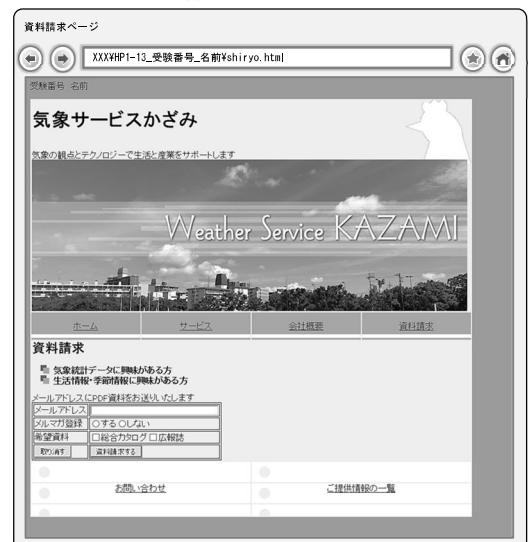 資料請求ページ
XXX¥HP1-13_受験番号_名前¥shiryo.html
受験番号 名前
気象サービスかざみ
気象の観点とテクノロジーで生活と産業をサポートします
Weather Service KAZAMI
ホーム サービス 会社概要 資料請求
資料請求
気象統計データに興味がある方
生活情報・季節情報に興味がある方
メールアドレスにPDF資料をお送りいたします
メールアドレス
メルマガ登録 ○する ○しない
希望資料 □総合カタログ □広報誌
取り消す 資料請求する
お問い合わせ ご提供情報の一覧